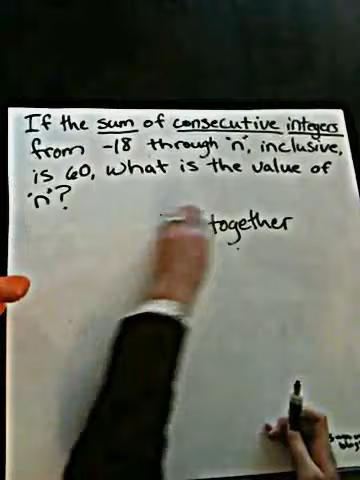 If the sum of consecutive integers
from -18 through "n", inclusive,
is 60, what is the value of
"n"?
together